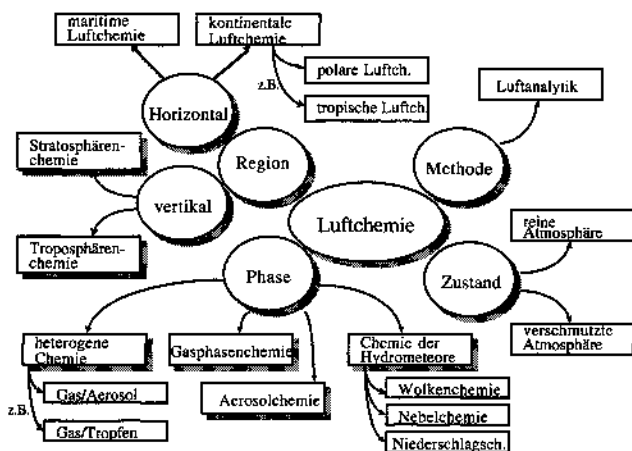 maritime
Luftchemie
kontinentale
Luftchemie
polare Luftch.
z.B.
tropische Luftch.
Luftanalytik
Horizontal
Stratosphären-
chemie
Region
Methode
vertikal
Luftchemie
reine
Atmosphäre
Troposphären-
chemie
Phase
Zustand
heterogene
Chemie
Gasphasenchemie
Chemie der
Hydrometeore
verschmutzte
Atmosphäre
Gas/Aerosol
z.B.
Gas/Tropfen
Aerosolchemie
Wolkenchemie
Nebelchemie
Niederschlagsch.